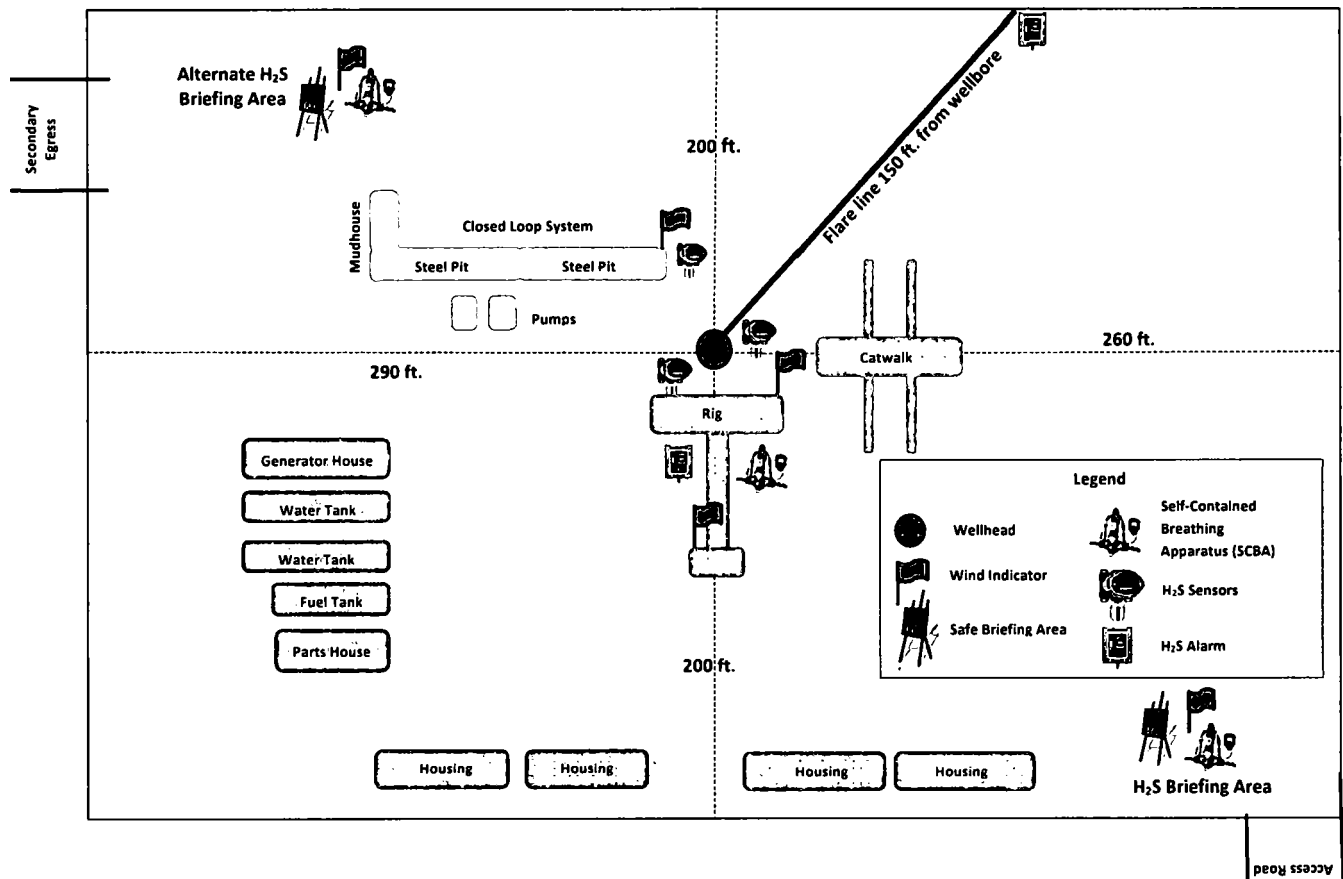 Alternate H₂S
Briefing Area
Secondary
Egress
200 ft.
Flare line 150 ft. from wellbore
Mudhouse
Closed Loop System
Steel Pit
Steel Pit
Pumps
290 ft.
260 ft.
Catwalk
Rig
Generator House
Water Tank
Water Tank
Fuel Tank
Parts House
200 ft.
Legend
Wellhead
Wind Indicator
Safe Briefing Area
Self-Contained
Breathing
Apparatus (SCBA)
H₂S Sensors
H₂S Alarm
Housing
Housing
Housing
Housing
H₂S Briefing Area
Access Road